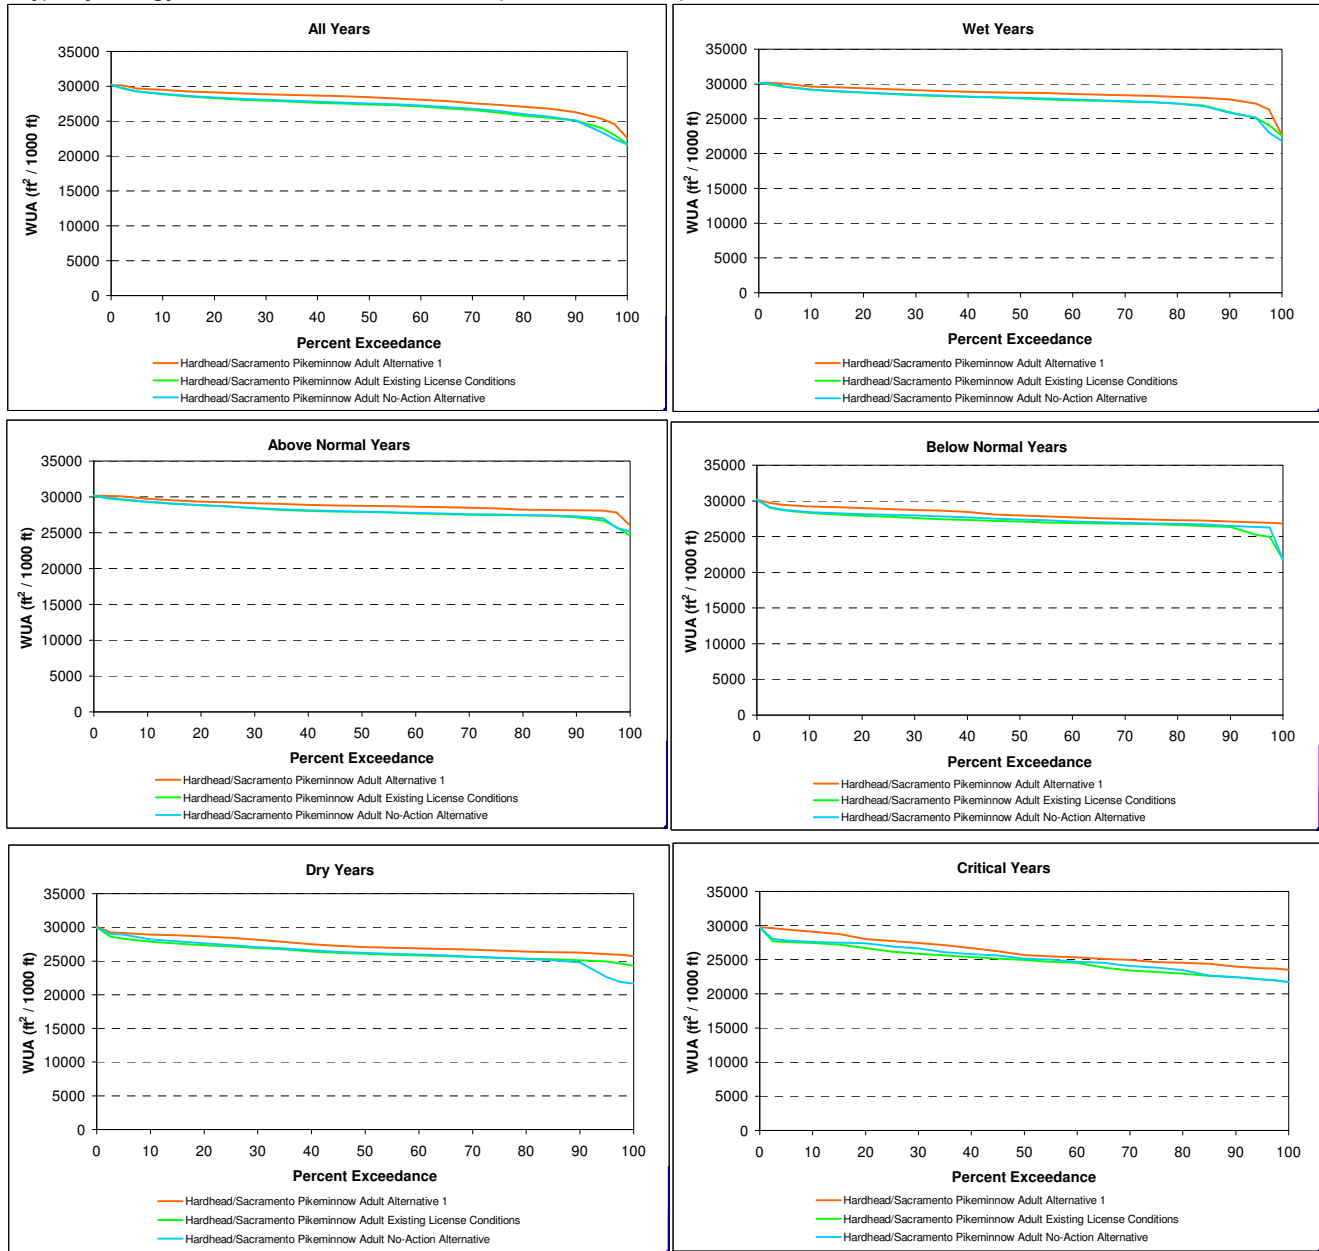 All Years
35000
30000
25000
20000
15000
10000
5000
0
WUA (ft² / 1000 ft)
0 10 20 30 40 50 60 70 80 90 100
Percent Exceedance
Hardhead/Sacramento Pikeminnow Adult Alternative 1
Hardhead/Sacramento Pikeminnow Adult Existing License Conditions
Hardhead/Sacramento Pikeminnow Adult No-Action Alternative
Wet Years
35000
30000
25000
20000
15000
10000
5000
0
WUA (ft² / 1000 ft)
0 10 20 30 40 50 60 70 80 90 100
Percent Exceedance
Hardhead/Sacramento Pikeminnow Adult Alternative 1
Hardhead/Sacramento Pikeminnow Adult Existing License Conditions
Hardhead/Sacramento Pikeminnow Adult No-Action Alternative
Above Normal Years
35000
30000
25000
20000
15000
10000
5000
0
WUA (ft² / 1000 ft)
0 10 20 30 40 50 60 70 80 90 100
Percent Exceedance
Hardhead/Sacramento Pikeminnow Adult Alternative 1
Hardhead/Sacramento Pikeminnow Adult Existing License Conditions
Hardhead/Sacramento Pikeminnow Adult No-Action Alternative
Below Normal Years
35000
30000
25000
20000
15000
10000
5000
0
WUA (ft² / 1000 ft)
0 10 20 30 40 50 60 70 80 90 100
Percent Exceedance
Hardhead/Sacramento Pikeminnow Adult Alternative 1
Hardhead/Sacramento Pikeminnow Adult Existing License Conditions
Hardhead/Sacramento Pikeminnow Adult No-Action Alternative
Dry Years
35000
30000
25000
20000
15000
10000
5000
0
WUA (ft² / 1000 ft)
0 10 20 30 40 50 60 70 80 90 100
Percent Exceedance
Hardhead/Sacramento Pikeminnow Adult Alternative 1
Hardhead/Sacramento Pikeminnow Adult Existing License Conditions
Hardhead/Sacramento Pikeminnow Adult No-Action Alternative
Critical Years
35000
30000
25000
20000
15000
10000
5000
0
WUA (ft² / 1000 ft)
0 10 20 30 40 50 60 70 80 90 100
Percent Exceedance
Hardhead/Sacramento Pikeminnow Adult Alternative 1
Hardhead/Sacramento Pikeminnow Adult Existing License Conditions
Hardhead/Sacramento Pikeminnow Adult No-Action Alternative